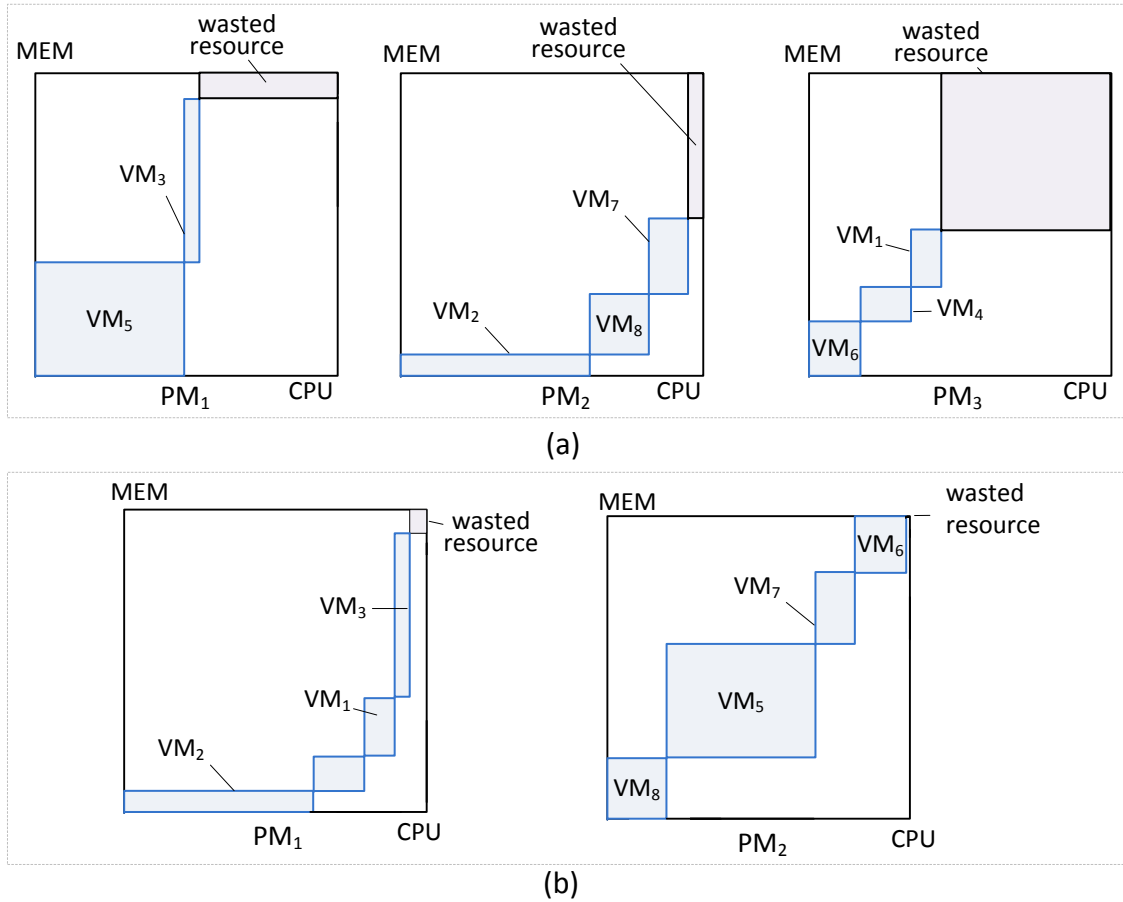 wasted
resource
MEM
VM₃
VM₅
PM₁
CPU
wasted
resource
MEM
VM₇
VM₂
VM₈
PM₂
CPU
wasted
resource
MEM
VM₁
VM₄
VM₆
PM₃
CPU
(a)
MEM
wasted
resource
VM₃
VM₁
VM₂
PM₁
CPU
MEM
wasted
resource
VM₆
VM₇
VM₅
VM₈
PM₂
CPU
(b)